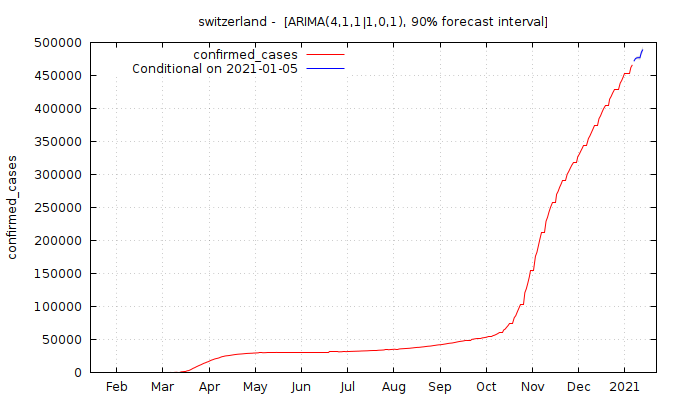 switzerland - [ARIMA(4,1,1|1,0,1), 90% forecast interval]
confirmed_cases
Conditional on 2021-01-05
500000
450000
400000
350000
300000
250000
200000
150000
100000
50000
0
confirmed_cases
Feb Mar Apr May Jun Jul Aug Sep Oct Nov Dec 2021